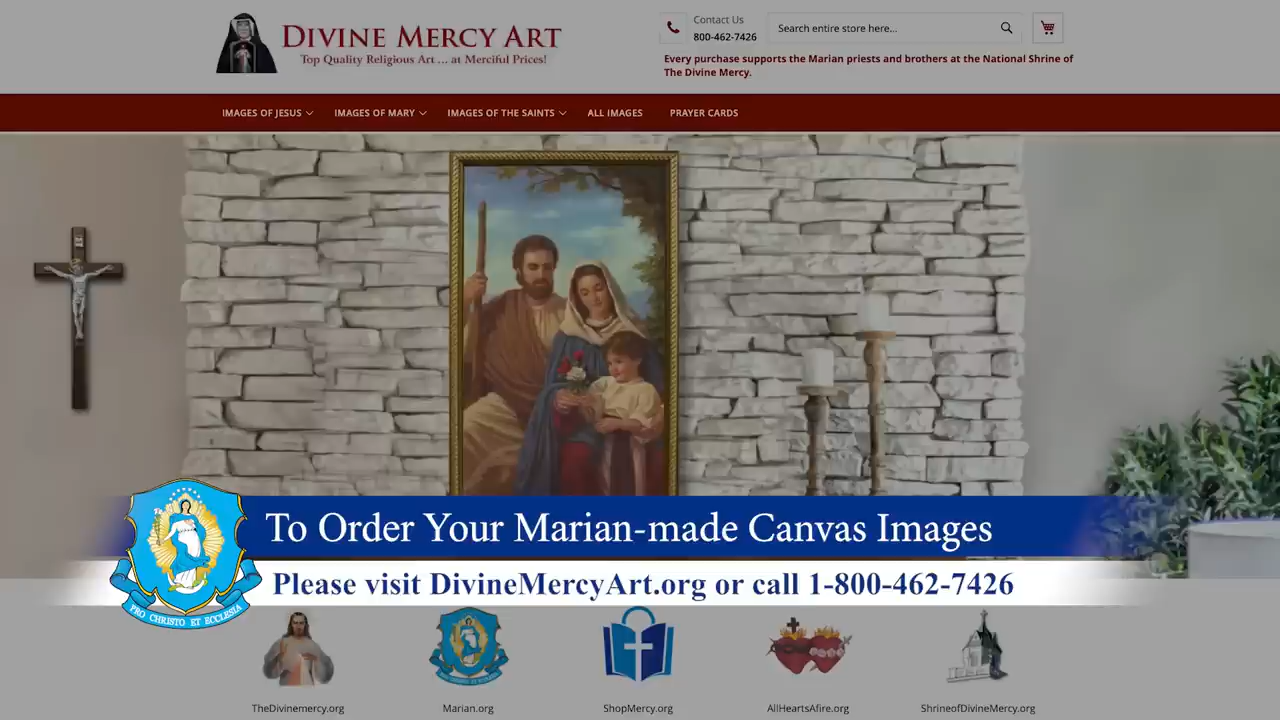 DIVINE MERCY ART
Top Quality Religious Art ... at Merciful Prices!
Contact Us
800-462-7426
Search entire store here...
Every purchase supports the Marian priests and brothers at the National Shrine of
The Divine Mercy.
IMAGES OF JESUS
IMAGES OF MARY
IMAGES OF THE SAINTS
ALL IMAGES
PRAYER CARDS
To Order Your Marian-made Canvas Images
Please visit DivineMercyArt.org or call 1-800-462-7426
PRO CHRISTO ET ECCLESIA
TheDivinemercy.org
Marian.org
ShopMercy.org
AllHeartsAfire.org
ShrineofDivineMercy.org